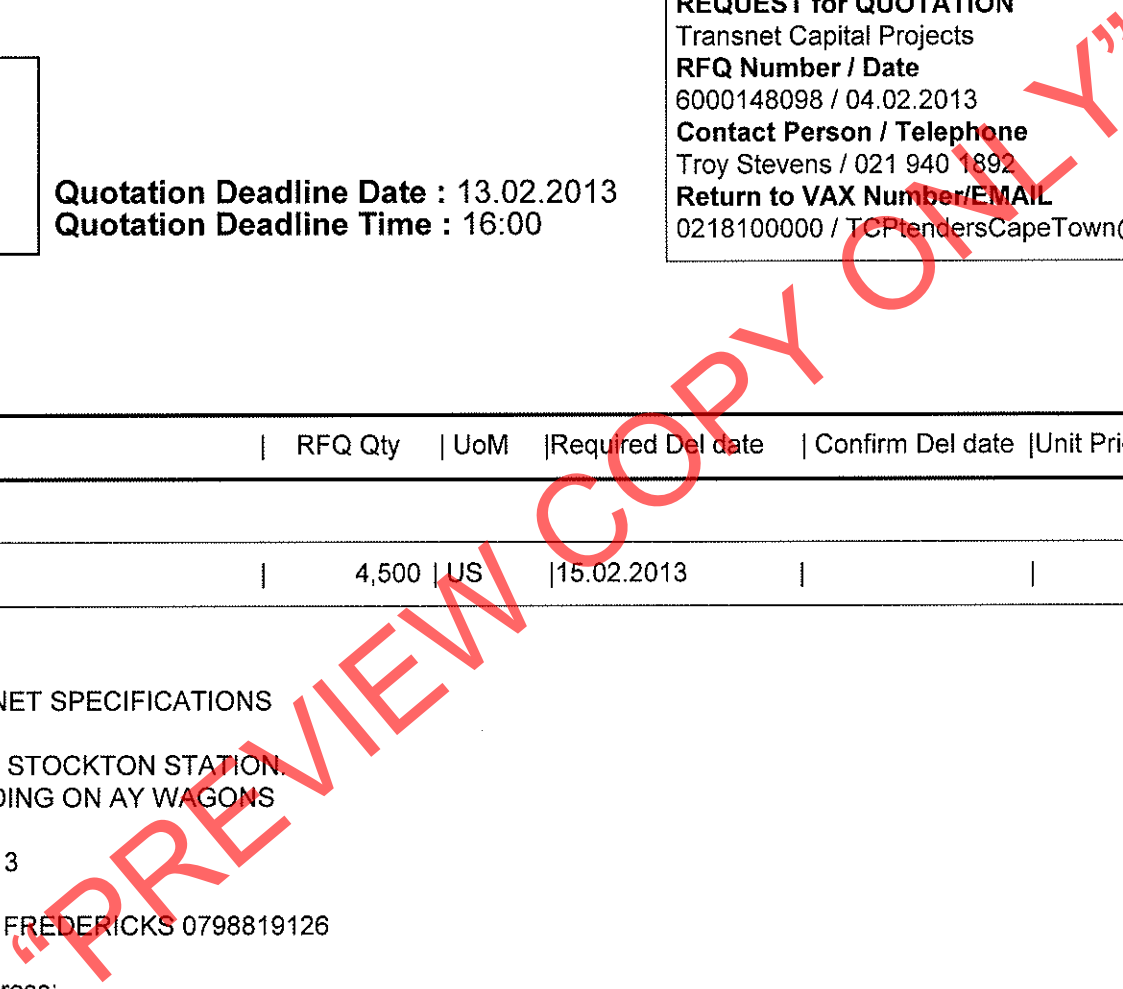 REQUEST for QUOTATION
Transnet Capital Projects
RFQ Number / Date
6000148098 / 04.02.2013
Contact Person / Telephone
Troy Stevens / 021 940 1892
Return to VAX Number/EMAIL
0218100000 / TCPtendersCapeTown(
Quotation Deadline Date : 13.02.2013
Quotation Deadline Time : 16:00
| RFQ Qty | UoM |Required Del date | Confirm Del date |Unit Pri
| 4,500 | US |15.02.2013 | |
NET SPECIFICATIONS
STOCKTON STATION.
DING ON AY WAGONS
3
FREDERICKS 0798819126
"PREVIEW COPY ONLY"